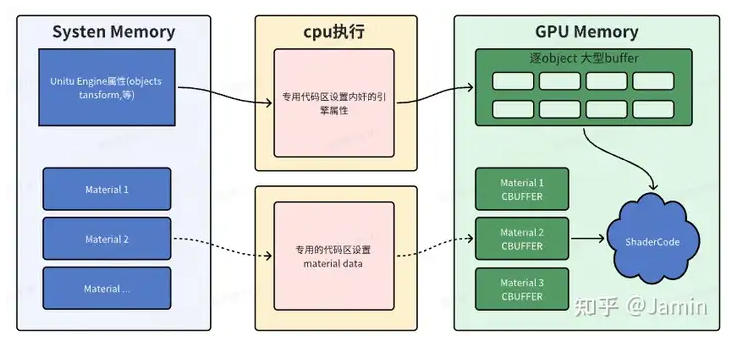 Systen Memory
Unitu Engine属性(objects
tansform,等)
Material 1
Material 2
Material ...
cpu执行
专用代码区设置内奸的引
擎属性
专用的代码区设置
material data
GPU Memory
逐object 大型buffer
Material 1
CBUFFER
Material 2
CBUFFER
Material 3
CBUFFER
ShaderCode
知乎 @Jamin